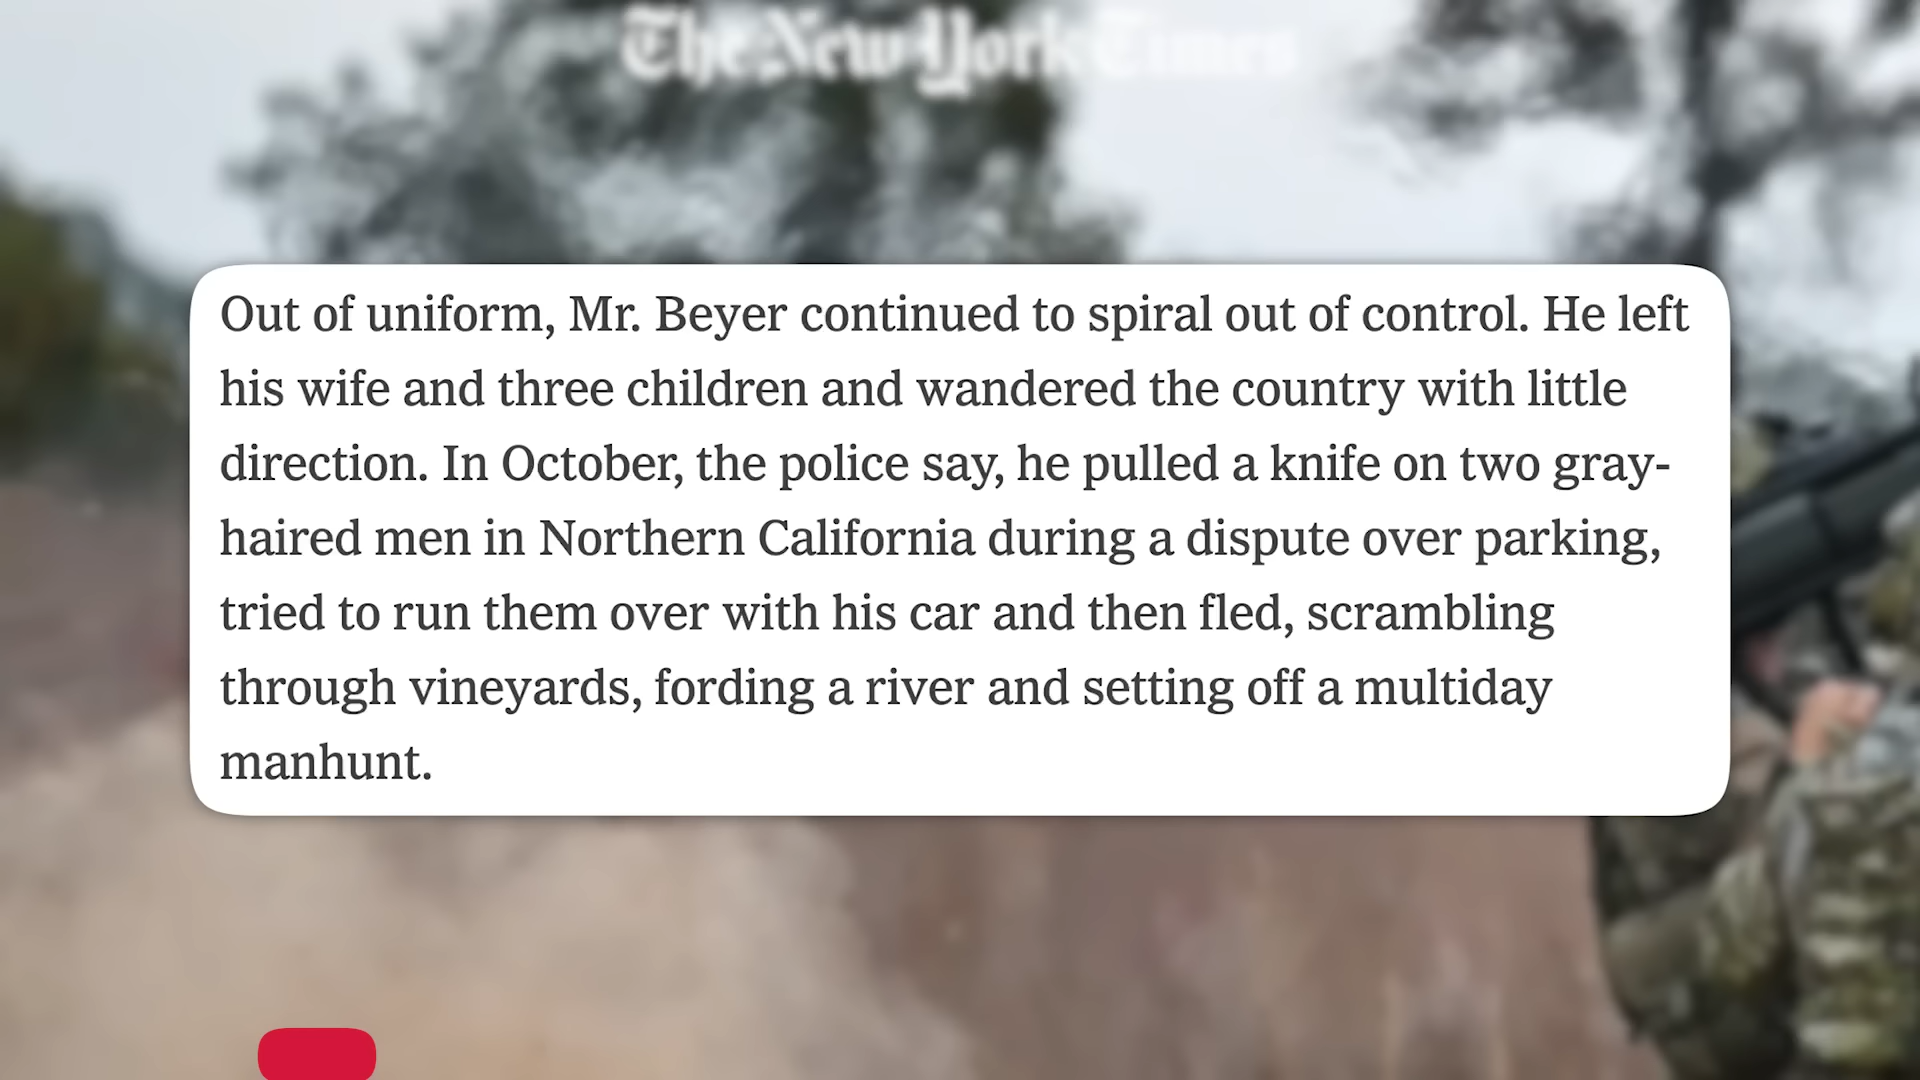 The New York Times
Out of uniform, Mr. Beyer continued to spiral out of control. He left
his wife and three children and wandered the country with little
direction. In October, the police say, he pulled a knife on two gray-
haired men in Northern California during a dispute over parking,
tried to run them over with his car and then fled, scrambling
through vineyards, fording a river and setting off a multiday
manhunt.